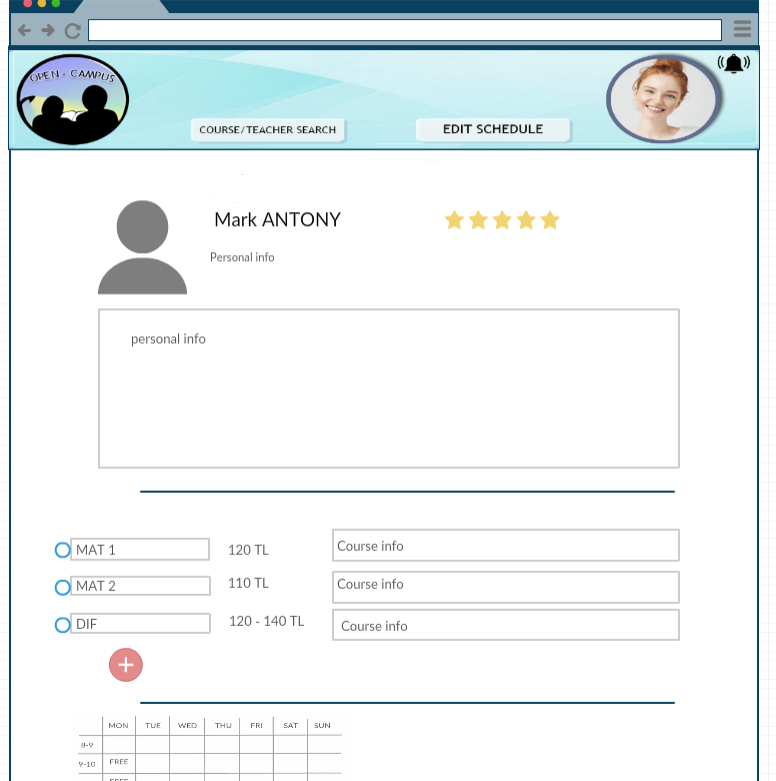 OPEN - CAMPUS
COURSE/TEACHER SEARCH
EDIT SCHEDULE
Mark ANTONY
Personal info
personal info
MAT 1 120 TL Course info
MAT 2 110 TL Course info
DIF 120 - 140 TL Course info
MON TUE WED THU FRI SAT SUN
8-9
9-10 FREE
FREE